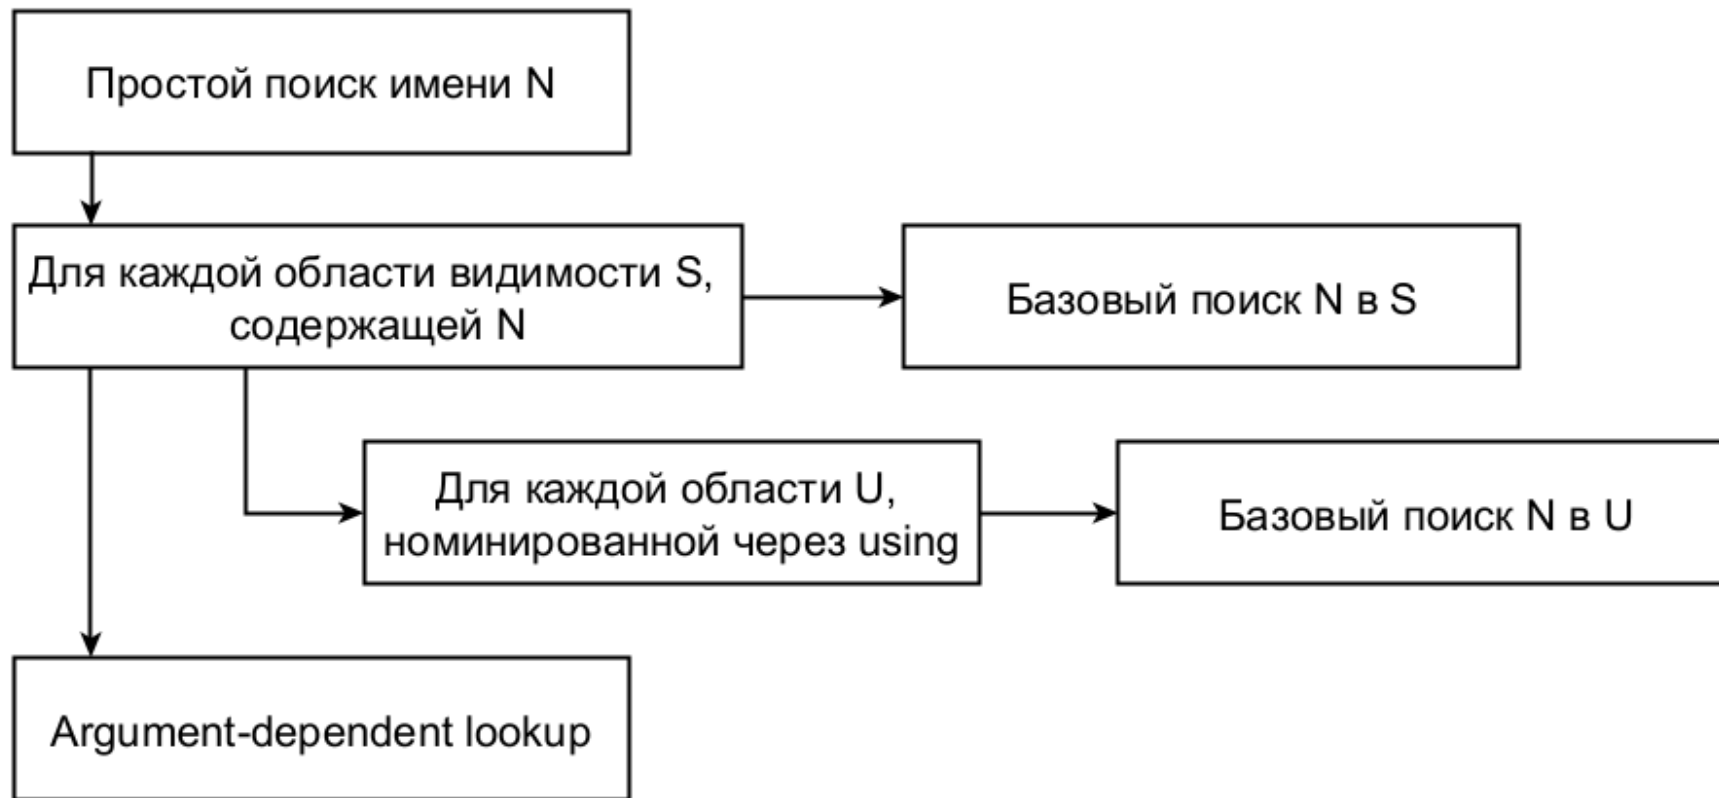 Простой поиск имени N
Для каждой области видимости S,
содержащей N
Базовый поиск N в S
Для каждой области U,
номинированной через using
Базовый поиск N в U
Argument-dependent lookup